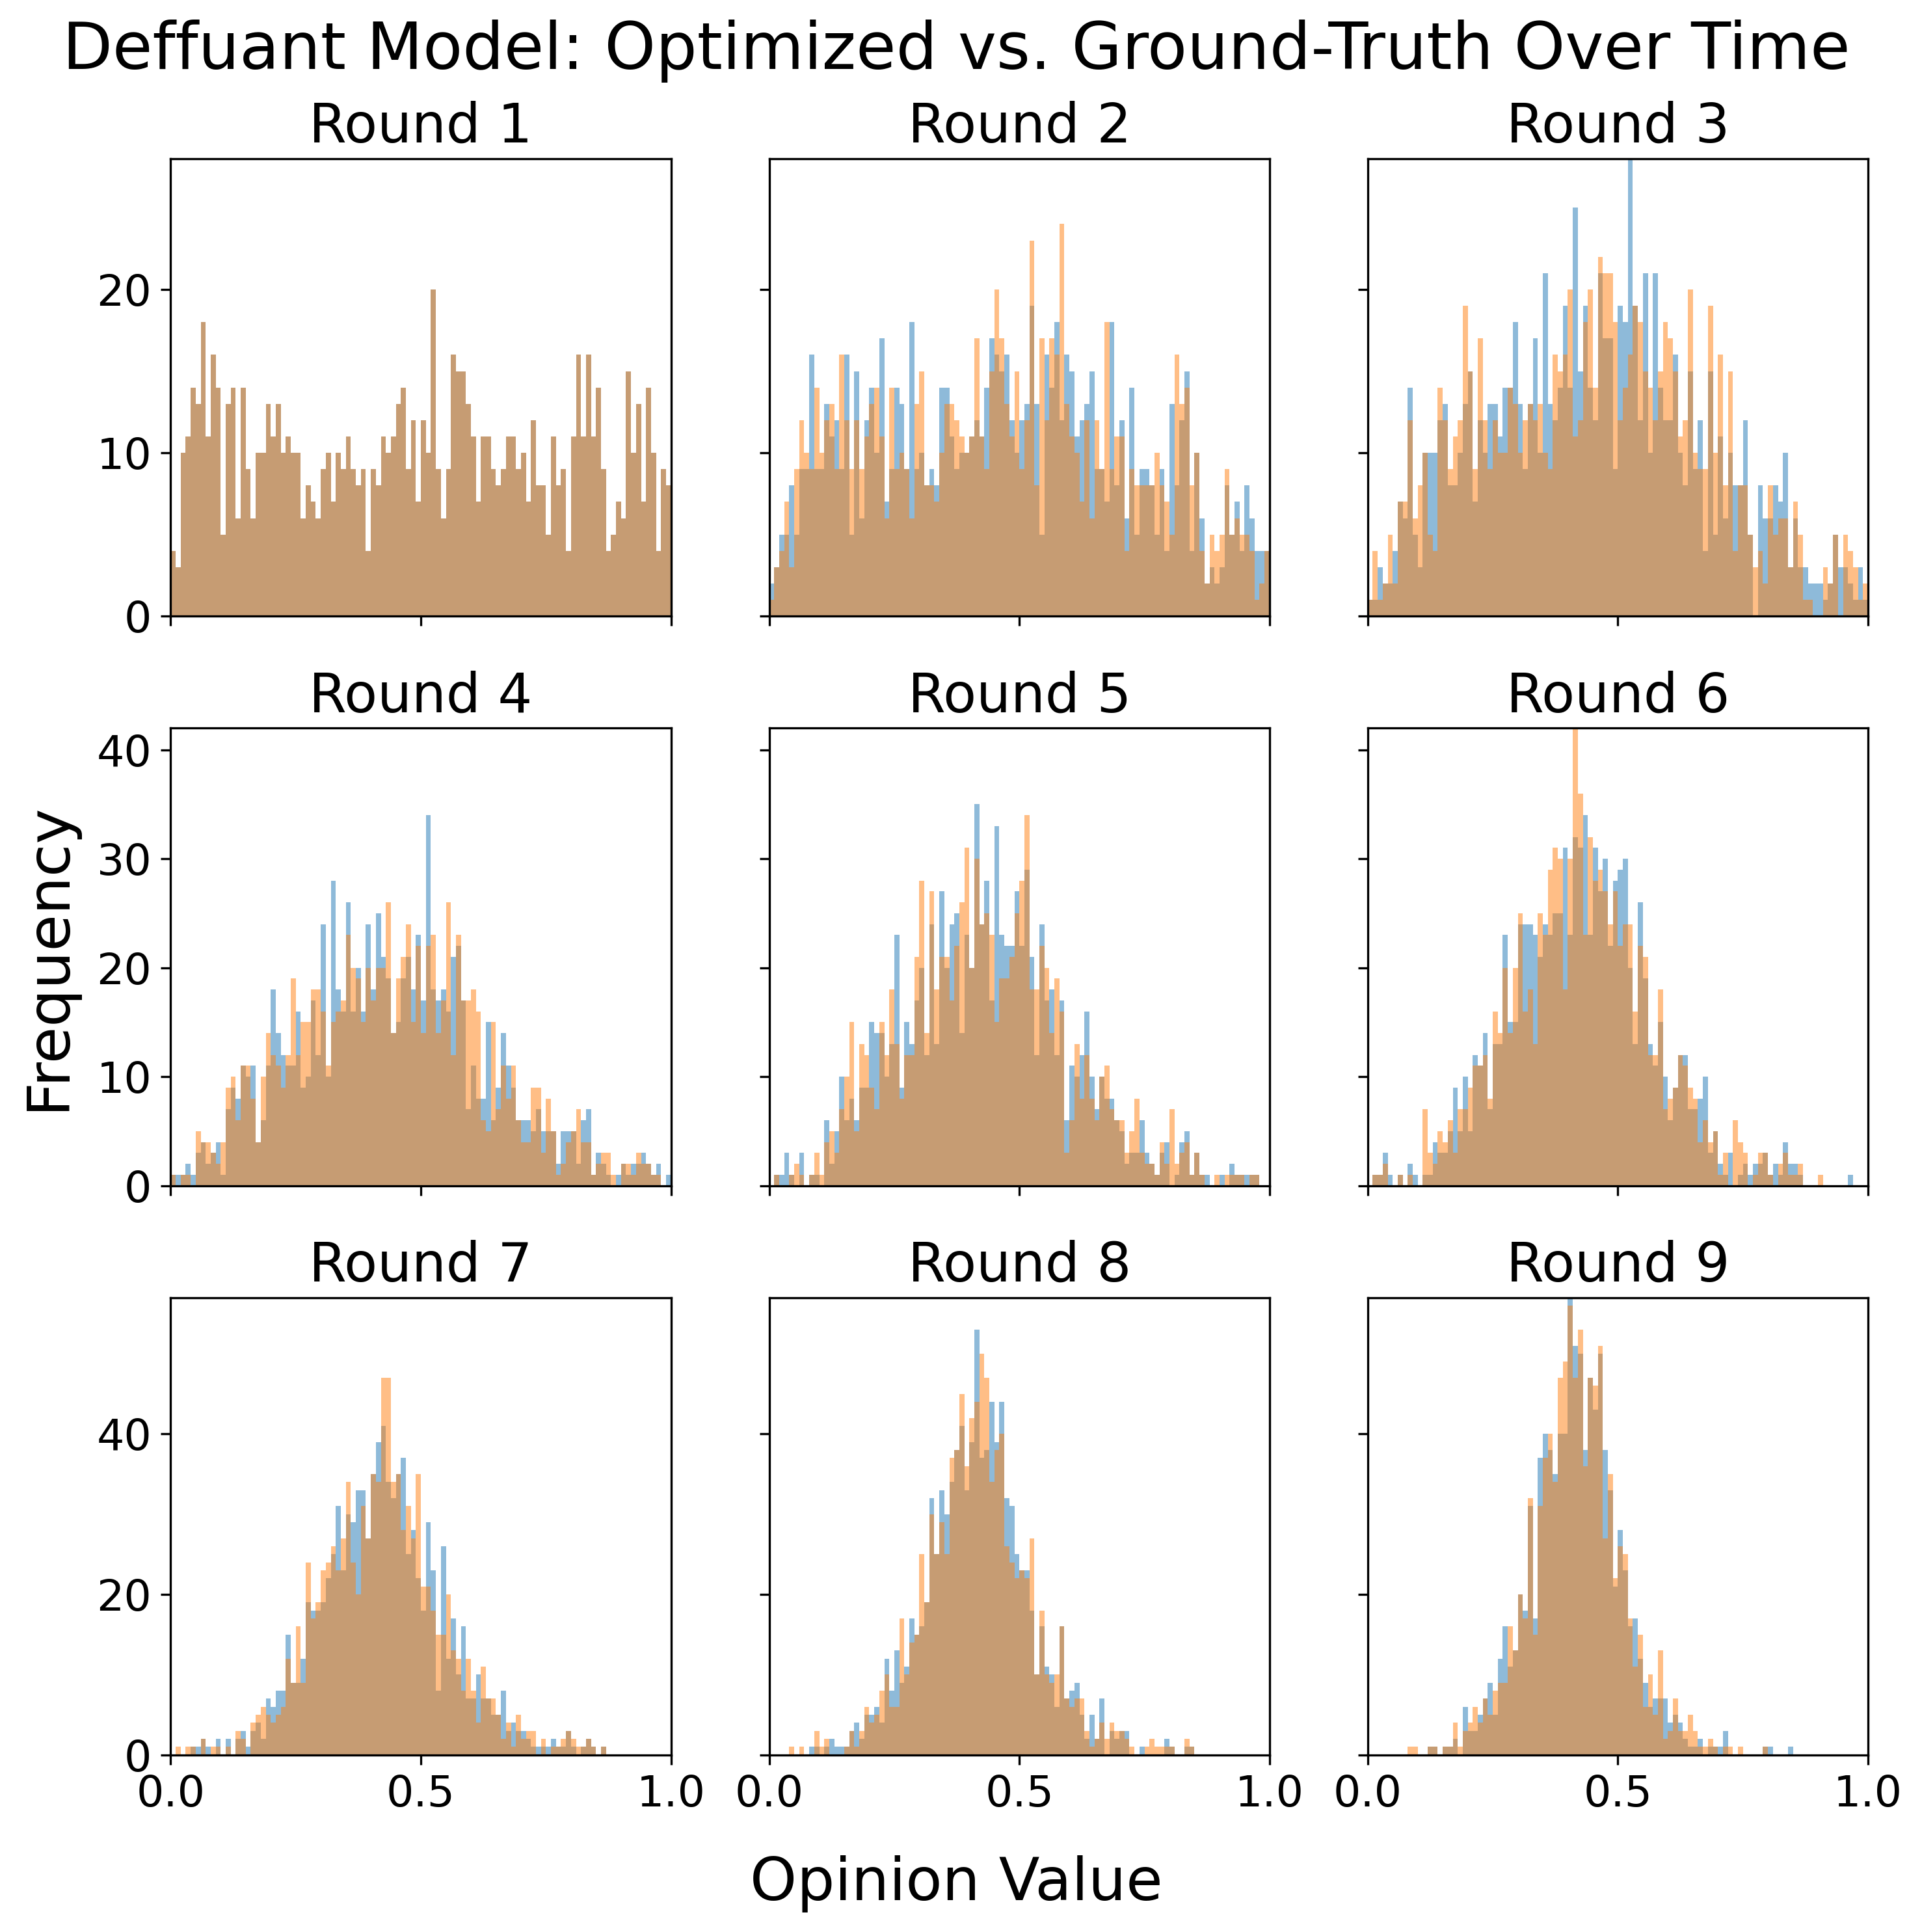 Deffuant Model: Optimized vs. Ground-Truth Over Time
Round 1
Round 2
Round 3
20
10
0
Round 4
Round 5
Round 6
40
30
20
10
0
Frequency
Round 7
Round 8
Round 9
40
20
0
0.0 0.5 1.0
0.0 0.5 1.0
0.0 0.5 1.0
Opinion Value